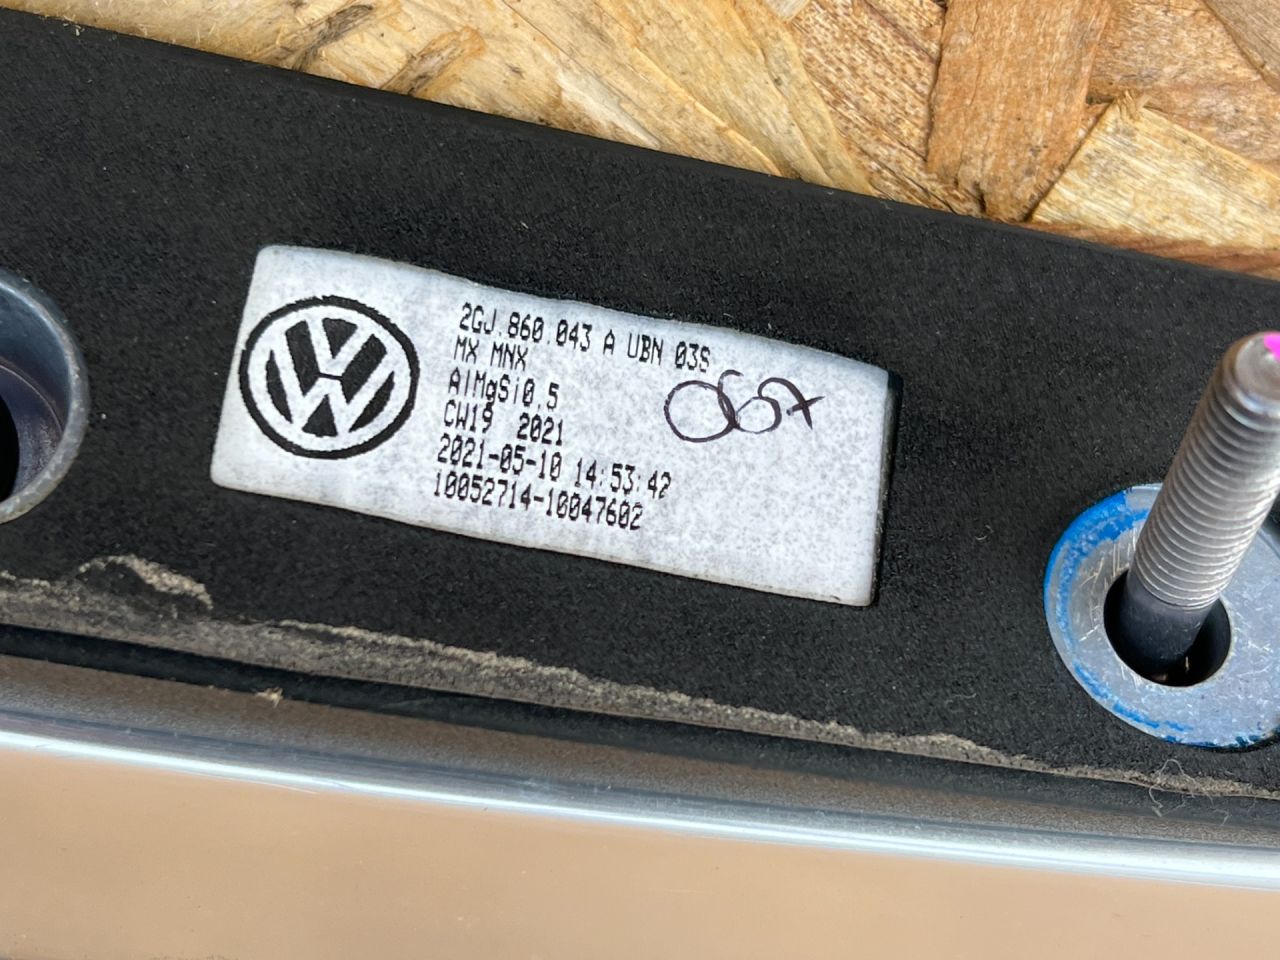 2GJ.860.043 A UBN 03S
MX MNX
AlMgSi0.5
CW19 2021
2021-05-10 14:53:42
10052714-10047602